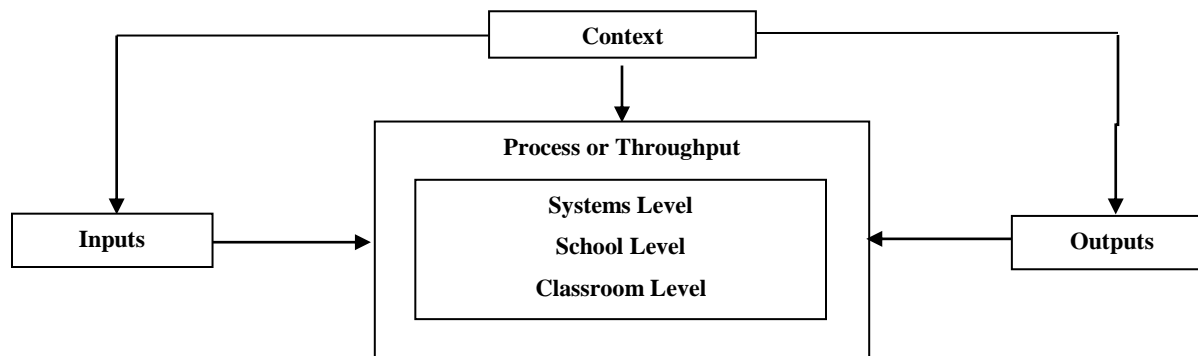 Context
Process or Throughput
Systems Level
Inputs
Outputs
School Level
Classroom Level